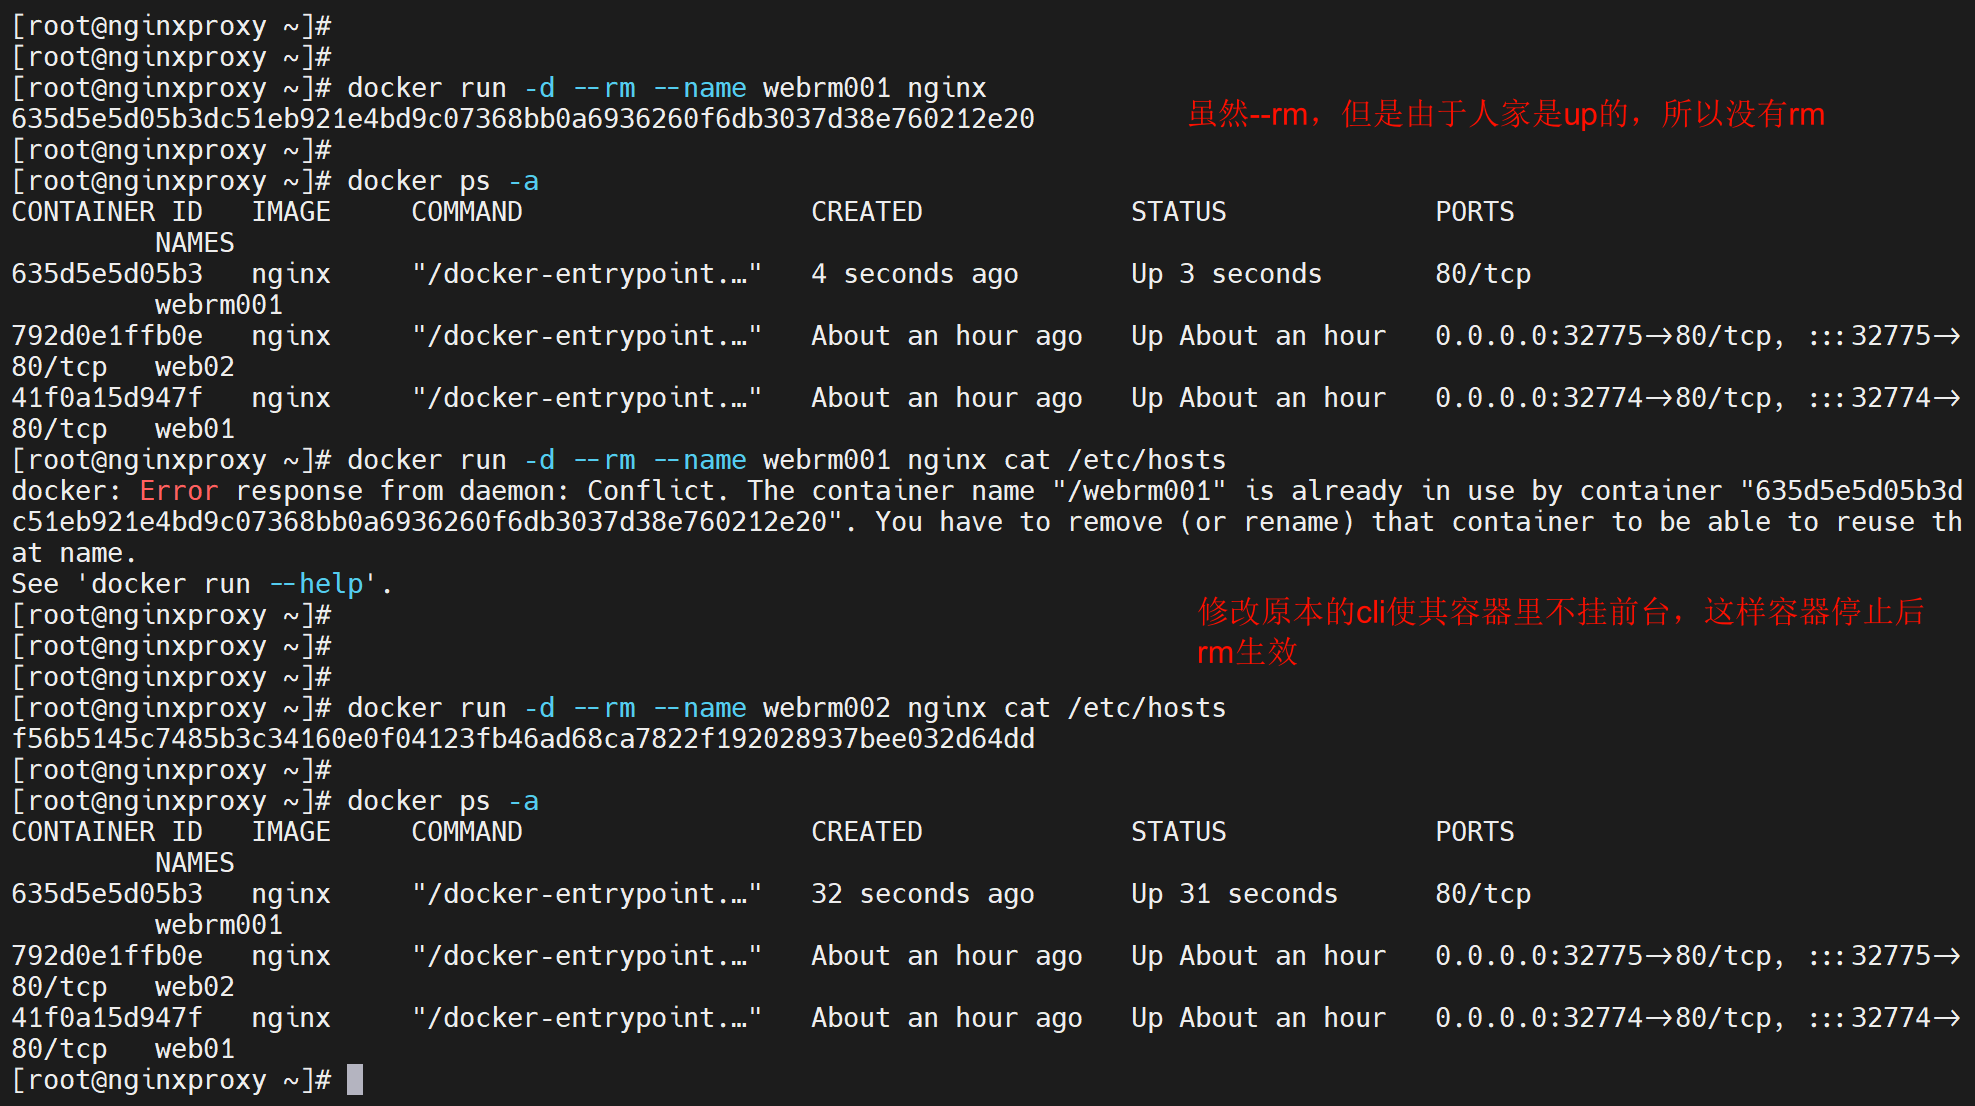 [root@nginxproxy ~]#
[root@nginxproxy ~]#
[root@nginxproxy ~]# docker run -d --rm --name webrm001 nginx
635d5e5d05b3dc51eb921e4bd9c07368bb0a6936260f6db3037d38e760212e20
虽然--rm，但是由于人家是up的，所以没有rm
[root@nginxproxy ~]#
[root@nginxproxy ~]# docker ps -a
CONTAINER ID   IMAGE     COMMAND                  CREATED             STATUS             PORTS
         NAMES
635d5e5d05b3   nginx     "/docker-entrypoint.…"   4 seconds ago       Up 3 seconds       80/tcp
         webrm001
792d0e1ffb0e   nginx     "/docker-entrypoint.…"   About an hour ago   Up About an hour   0.0.0.0:32775->80/tcp, :::32775->
80/tcp   web02
41f0a15d947f   nginx     "/docker-entrypoint.…"   About an hour ago   Up About an hour   0.0.0.0:32774->80/tcp, :::32774->
80/tcp   web01
[root@nginxproxy ~]# docker run -d --rm --name webrm001 nginx cat /etc/hosts
docker: Error response from daemon: Conflict. The container name "/webrm001" is already in use by container "635d5e5d05b3d
c51eb921e4bd9c07368bb0a6936260f6db3037d38e760212e20". You have to remove (or rename) that container to be able to reuse th
at name.
See 'docker run --help'.
[root@nginxproxy ~]#
修改原本的cli使其容器里不挂前台，这样容器停止后
rm生效
[root@nginxproxy ~]#
[root@nginxproxy ~]#
[root@nginxproxy ~]# docker run -d --rm --name webrm002 nginx cat /etc/hosts
f56b5145c7485b3c34160e0f04123fb46ad68ca7822f192028937bee032d64dd
[root@nginxproxy ~]#
[root@nginxproxy ~]# docker ps -a
CONTAINER ID   IMAGE     COMMAND                  CREATED             STATUS             PORTS
         NAMES
635d5e5d05b3   nginx     "/docker-entrypoint.…"   32 seconds ago      Up 31 seconds      80/tcp
         webrm001
792d0e1ffb0e   nginx     "/docker-entrypoint.…"   About an hour ago   Up About an hour   0.0.0.0:32775->80/tcp, :::32775->
80/tcp   web02
41f0a15d947f   nginx     "/docker-entrypoint.…"   About an hour ago   Up About an hour   0.0.0.0:32774->80/tcp, :::32774->
80/tcp   web01
[root@nginxproxy ~]#